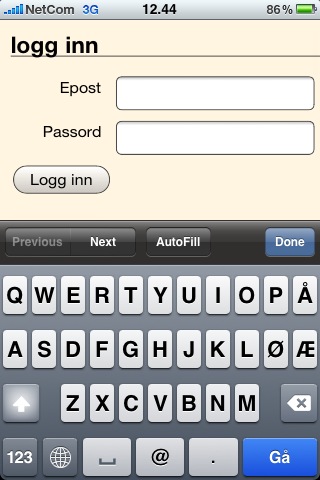 NetCom 3G 12.44 86%
logg inn
Epost
Passord
Logg inn
Previous Next AutoFill Done
Q W E R T Y U I O P Å
A S D F G H J K L Ø Æ
Z X C V B N M
123 @ . Gå